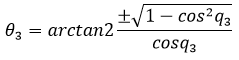 θ₃ = arctan2 ±√(1 − cos²q₃) / cosq₃